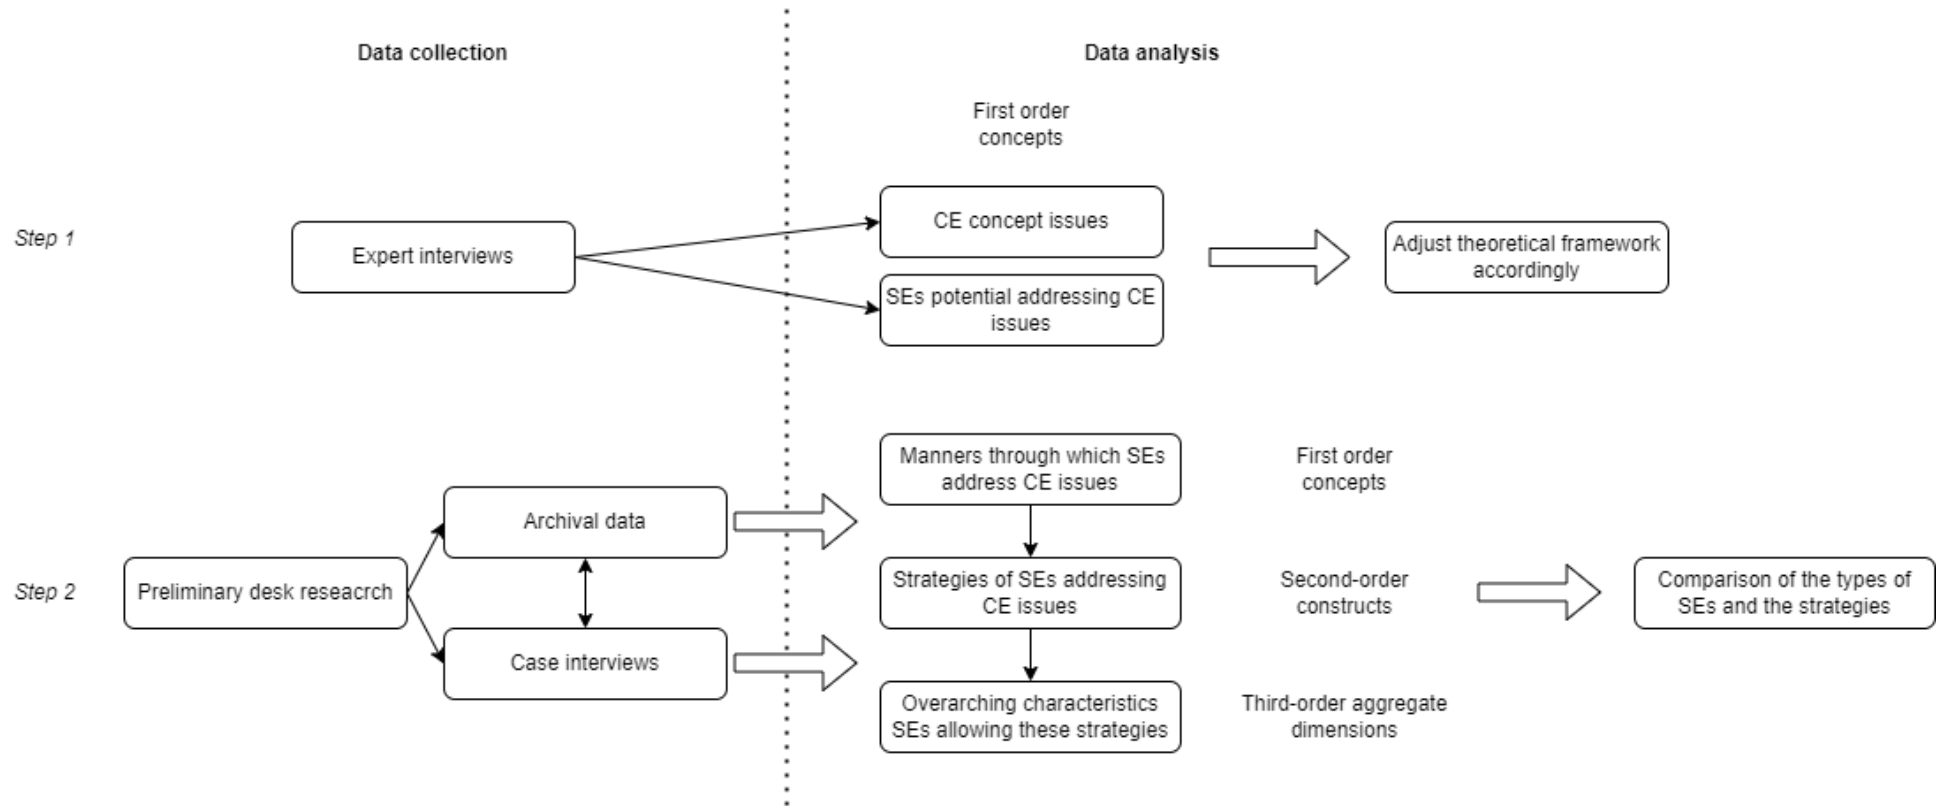 Data collection
Data analysis
First order
concepts
Step 1
Expert interviews
CE concept issues
SEs potential addressing CE
issues
Adjust theoretical framework
accordingly
Step 2
Preliminary desk reseacrch
Archival data
Case interviews
Manners through which SEs
address CE issues
First order
concepts
Strategies of SEs addressing
CE issues
Second-order
constructs
Overarching characteristics
SEs allowing these strategies
Third-order aggregate
dimensions
Comparison of the types of
SEs and the strategies